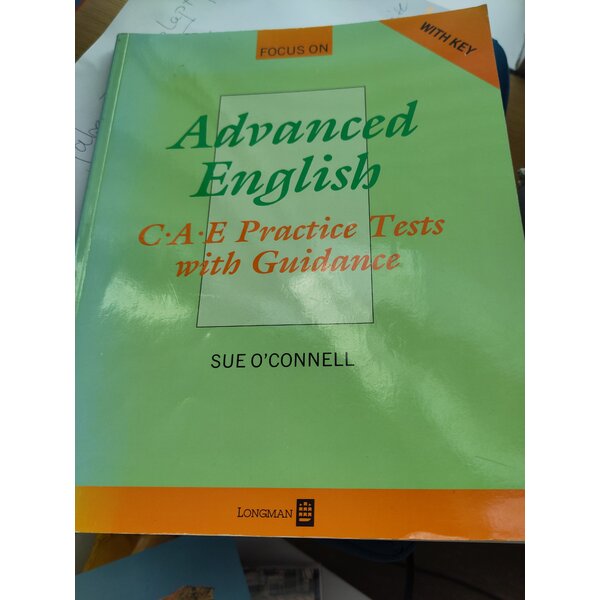 FOCUS ON
WITH KEY
Advanced
English
C·A·E Practice Tests
with Guidance
SUE O'CONNELL
LONGMAN